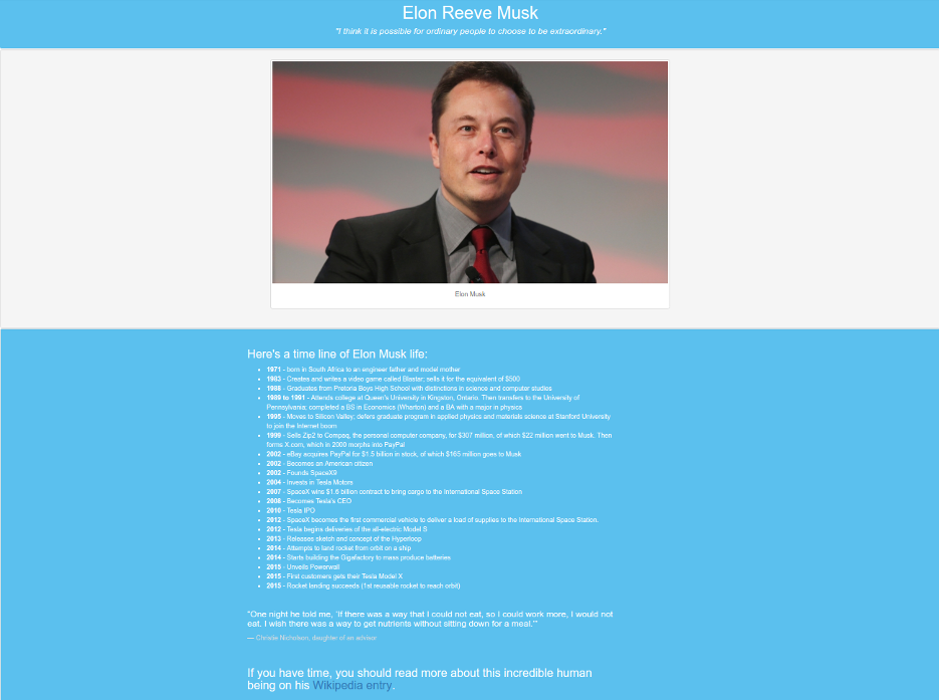 Elon Reeve Musk
"I think it is possible for ordinary people to choose to be extraordinary."
Elon Musk
Here's a time line of Elon Musk life:
1971 - born in South Africa to an engineer father and model mother
1983 - Creates and writes a video game called Blaster; sells it for the equivalent of $500
1988 - Graduates from Pretoria Boys High School with distinctions in science and computer studies
1989 to 1991 - Attends college at Queen's University in Kingston, Ontario. Then transfers to the University of
Pennsylvania; completed a BS in Economics (Wharton) and a BA with a major in physics
1995 - Moves to Silicon Valley; defers graduate program in applied physics and materials science at Stanford University
to join the Internet boom
1999 - Sells Zip2 to Compaq, the personal computer company, for $307 million, of which $22 million went to Musk. Then
forms X.com, which in 2000 morphs into PayPal
2002 - eBay acquires PayPal for $1.5 billion in stock, of which $165 million goes to Musk
2002 - Becomes an American citizen
2002 - Founds SpaceX9
2004 - Invests in Tesla Motors
2007 - SpaceX wins $1.6 billion contract to bring cargo to the International Space Station
2008 - Becomes Tesla's CEO
2010 - Tesla IPO
2012 - SpaceX becomes the first commercial vehicle to deliver a load of supplies to the International Space Station.
2012 - Tesla begins deliveries of the all-electric Model S
2013 - Releases sketch and concept of the Hyperloop
2014 - Attempts to land rocket from orbit on a ship
2014 - Starts building the Gigafactory to mass produce batteries
2015 - Unveils Powerwall
2015 - First customers gets their Tesla Model X
2015 - Rocket landing succeeds (1st reusable rocket to reach orbit)
"One night he told me, 'If there was a way that I could not eat, so I could work more, I would not
eat. I wish there was a way to get nutrients without sitting down for a meal.'"
— Christie Nicholson, daughter of an advisor
If you have time, you should read more about this incredible human
being on his Wikipedia entry.